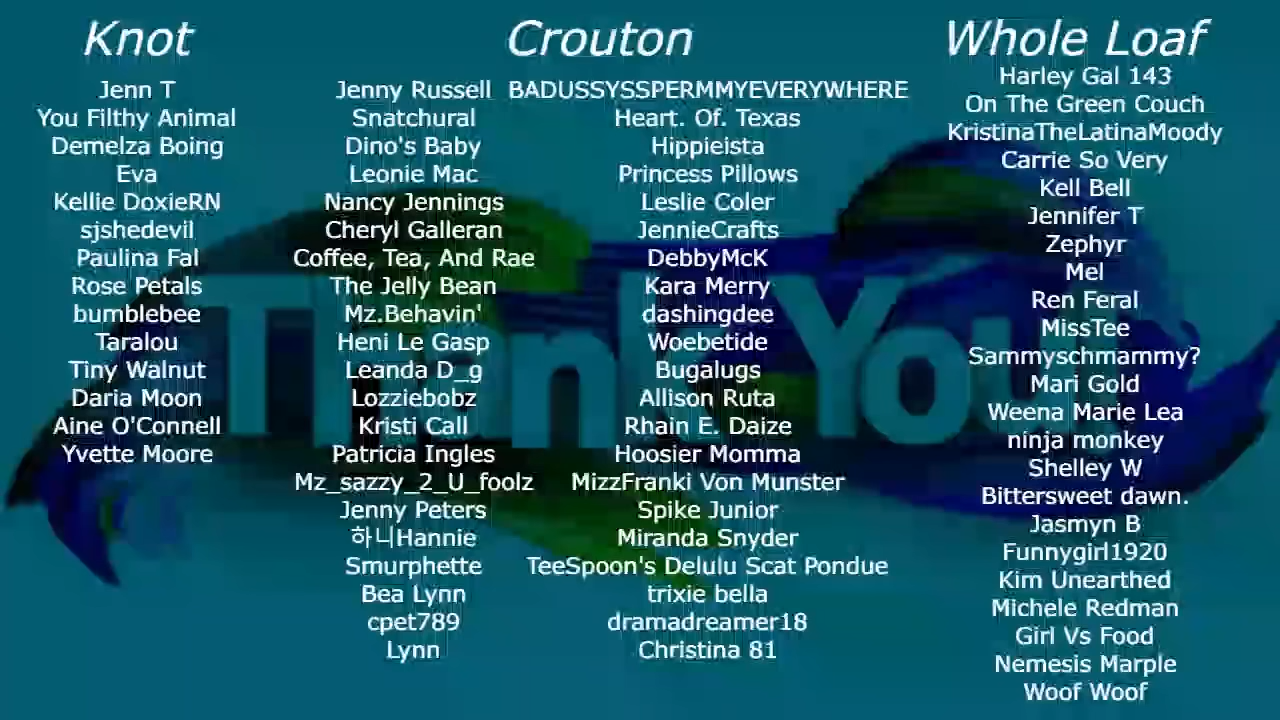 Knot
Jenn T
You Filthy Animal
Demelza Boing
Eva
Kellie DoxieRN
sjshedevil
Paulina Fal
Rose Petals
bumblebee
Taralou
Tiny Walnut
Daria Moon
Aine O'Connell
Yvette Moore
Crouton
Jenny Russell
Snatchural
Dino's Baby
Leonie Mac
Nancy Jennings
Cheryl Galleran
Coffee, Tea, And Rae
The Jelly Bean
Mz.Behavin'
Heni Le Gasp
Leanda D_g
Lozziebobz
Kristi Call
Patricia Ingles
Mz_sazzy_2_U_foolz
Jenny Peters
하니Hannie
Smurphette
Bea Lynn
cpet789
Lynn
BADUSSYSSPERMMYEVERYWHERE
Heart. Of. Texas
Hippieista
Princess Pillows
Leslie Coler
JennieCrafts
DebbyMcK
Kara Merry
dashingdee
Woebetide
Bugalugs
Allison Ruta
Rhain E. Daize
Hoosier Momma
MizzFranki Von Munster
Spike Junior
Miranda Snyder
TeeSpoon's Delulu Scat Pondue
trixie bella
dramadreamer18
Christina 81
Whole Loaf
Harley Gal 143
On The Green Couch
KristinaTheLatinaMoody
Carrie So Very
Kell Bell
Jennifer T
Zephyr
Mel
Ren Feral
MissTee
Sammyschmammy?
Mari Gold
Weena Marie Lea
ninja monkey
Shelley W
Bittersweet dawn.
Jasmyn B
Funnygirl1920
Kim Unearthed
Michele Redman
Girl Vs Food
Nemesis Marple
Woof Woof
Thank You